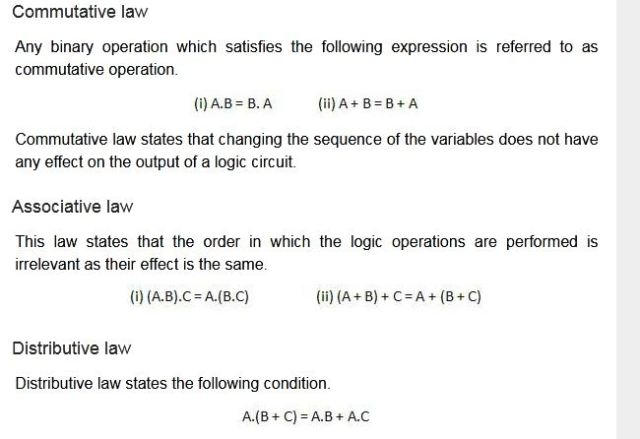 Commutative law
Any binary operation which satisfies the following expression is referred to as
commutative operation.
(i) A.B = B. A (ii) A + B = B + A
Commutative law states that changing the sequence of the variables does not have
any effect on the output of a logic circuit.
Associative law
This law states that the order in which the logic operations are performed is
irrelevant as their effect is the same.
(i) (A.B).C = A.(B.C) (ii) (A + B) + C = A + (B + C)
Distributive law
Distributive law states the following condition.
A.(B + C) = A.B + A.C